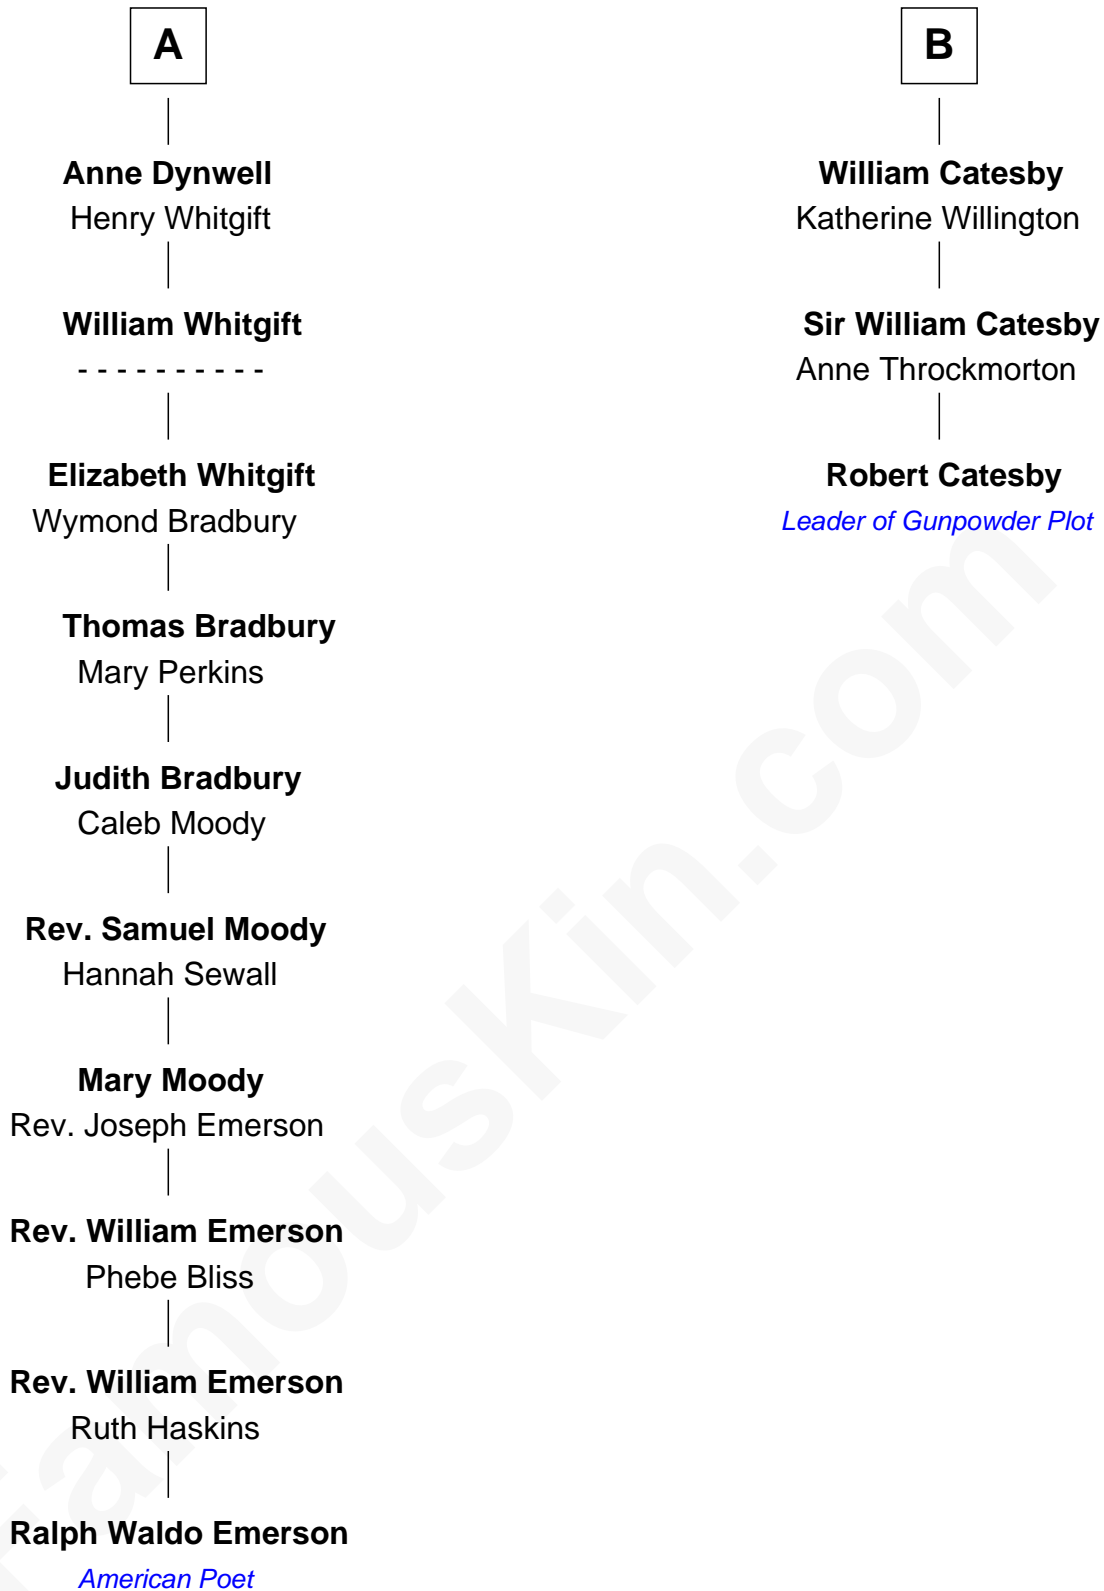 A
Anne Dynwell
Henry Whitgift
William Whitgift
- - - - - - - - - -
Elizabeth Whitgift
Wymond Bradbury
Thomas Bradbury
Mary Perkins
Judith Bradbury
Caleb Moody
Rev. Samuel Moody
Hannah Sewall
Mary Moody
Rev. Joseph Emerson
Rev. William Emerson
Phebe Bliss
Rev. William Emerson
Ruth Haskins
Ralph Waldo Emerson
American Poet
B
William Catesby
Katherine Willington
Sir William Catesby
Anne Throckmorton
Robert Catesby
Leader of Gunpowder Plot
FamousKin.com